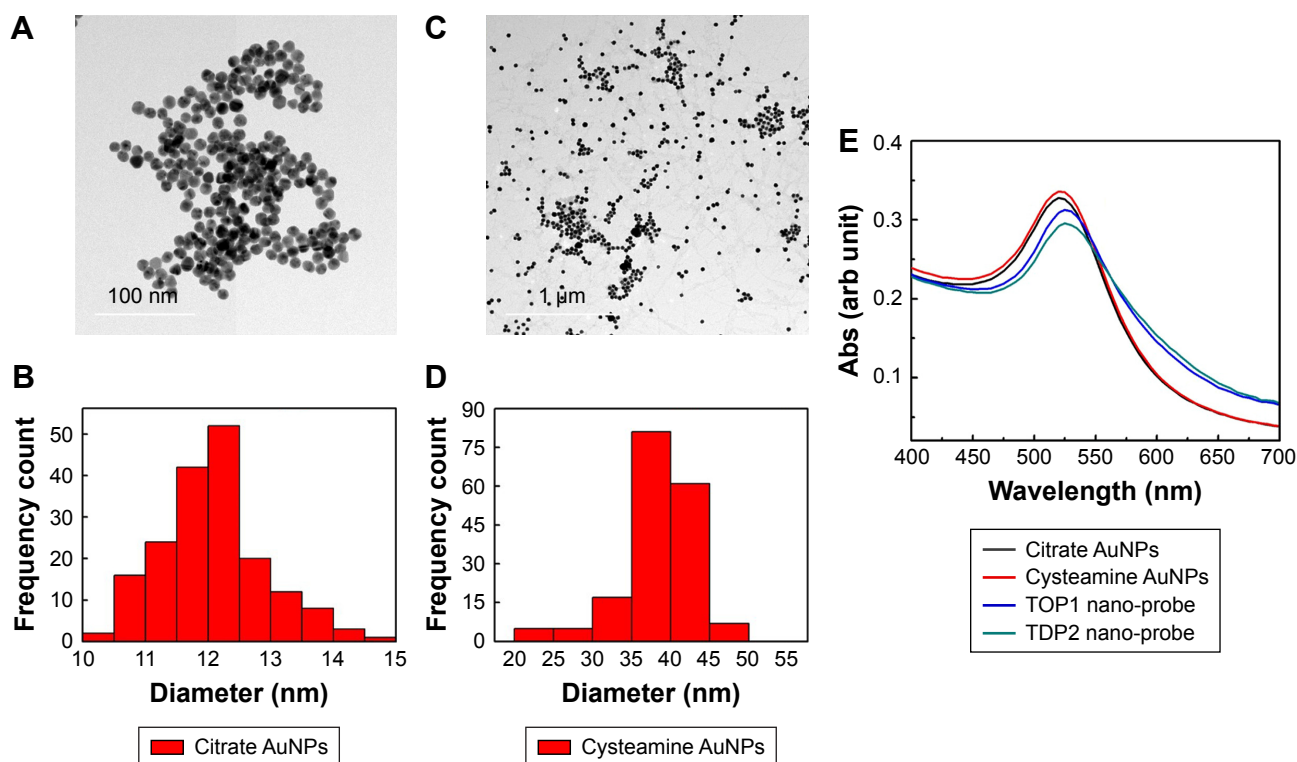 A
100 nm
B
Frequency count
50
40
30
20
10
0
10 11 12 13 14 15
Diameter (nm)
Citrate AuNPs
C
1 µm
D
Frequency count
90
75
60
45
30
15
0
20 25 30 35 37 40 45 50 55
Diameter (nm)
Cysteamine AuNPs
E
Abs (arb unit)
0.4
0.3
0.2
0.1
400 450 500 550 600 650 700
Wavelength (nm)
Citrate AuNPs
Cysteamine AuNPs
TOP1 nano-probe
TDP2 nano-probe